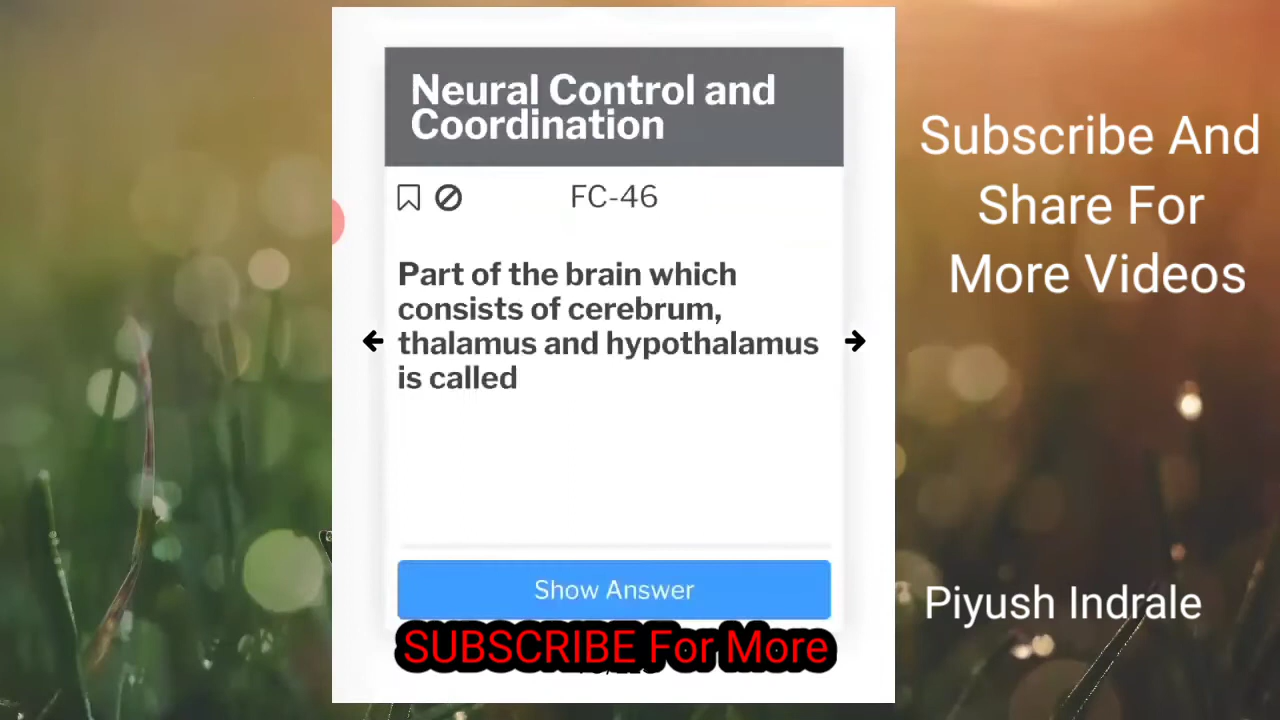 Neural Control and
Coordination
FC-46
Part of the brain which
consists of cerebrum,
thalamus and hypothalamus
is called
Show Answer
SUBSCRIBE For More
Subscribe And
Share For
More Videos
Piyush Indrale